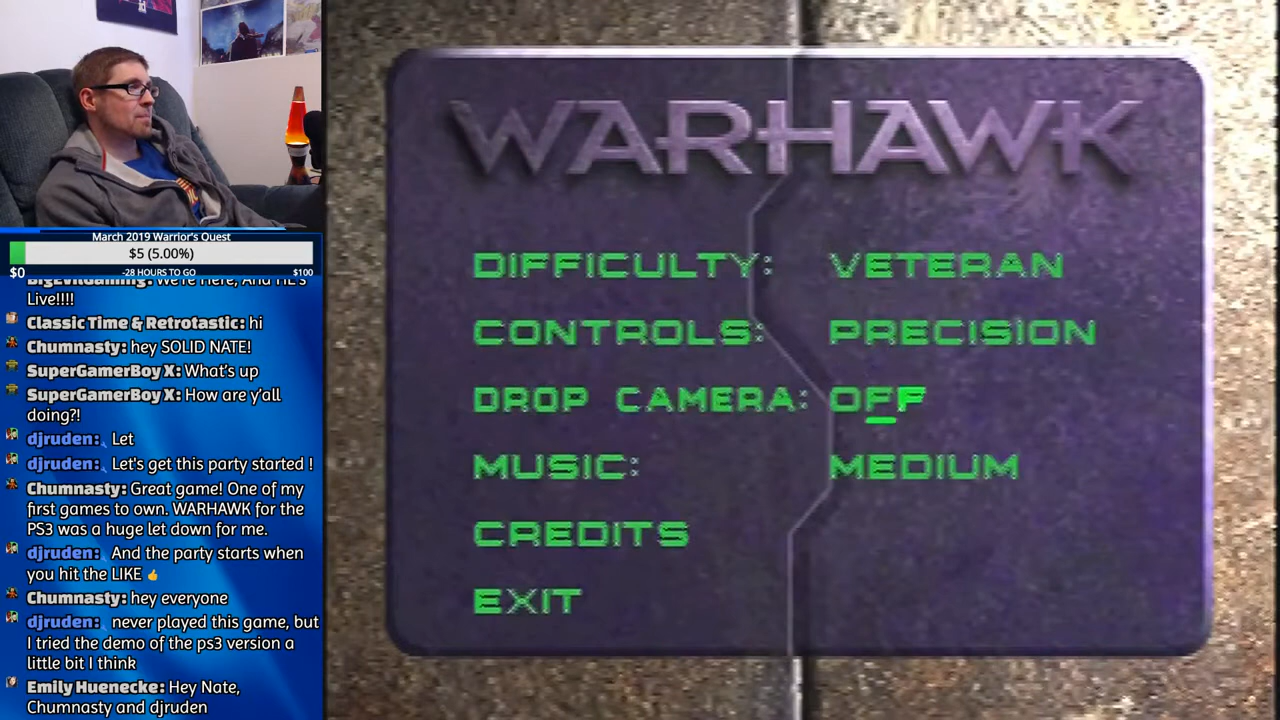 WARHAWK
DIFFICULTY: VETERAN
CONTROLS: PRECISION
DROP CAMERA: OFF
MUSIC: MEDIUM
CREDITS
EXIT
March 2019 Warrior's Quest
$5 (5.00%)
$0 -28 HOURS TO GO $100
BigEvilGaming: We're Here, And HE's
Live!!!!
Classic Time & Retrotastic: hi
Chumnasty: hey SOLID NATE!
SuperGamerBoy X: What's up
SuperGamerBoy X: How are y'all
doing?!
djruden: Let
djruden: Let's get this party started !
Chumnasty: Great game! One of my
first games to own. WARHAWK for the
PS3 was a huge let down for me.
djruden: And the party starts when
you hit the LIKE 👍
Chumnasty: hey everyone
djruden: never played this game, but
I tried the demo of the ps3 version a
little bit I think
Emily Huenecke: Hey Nate,
Chumnasty and djruden